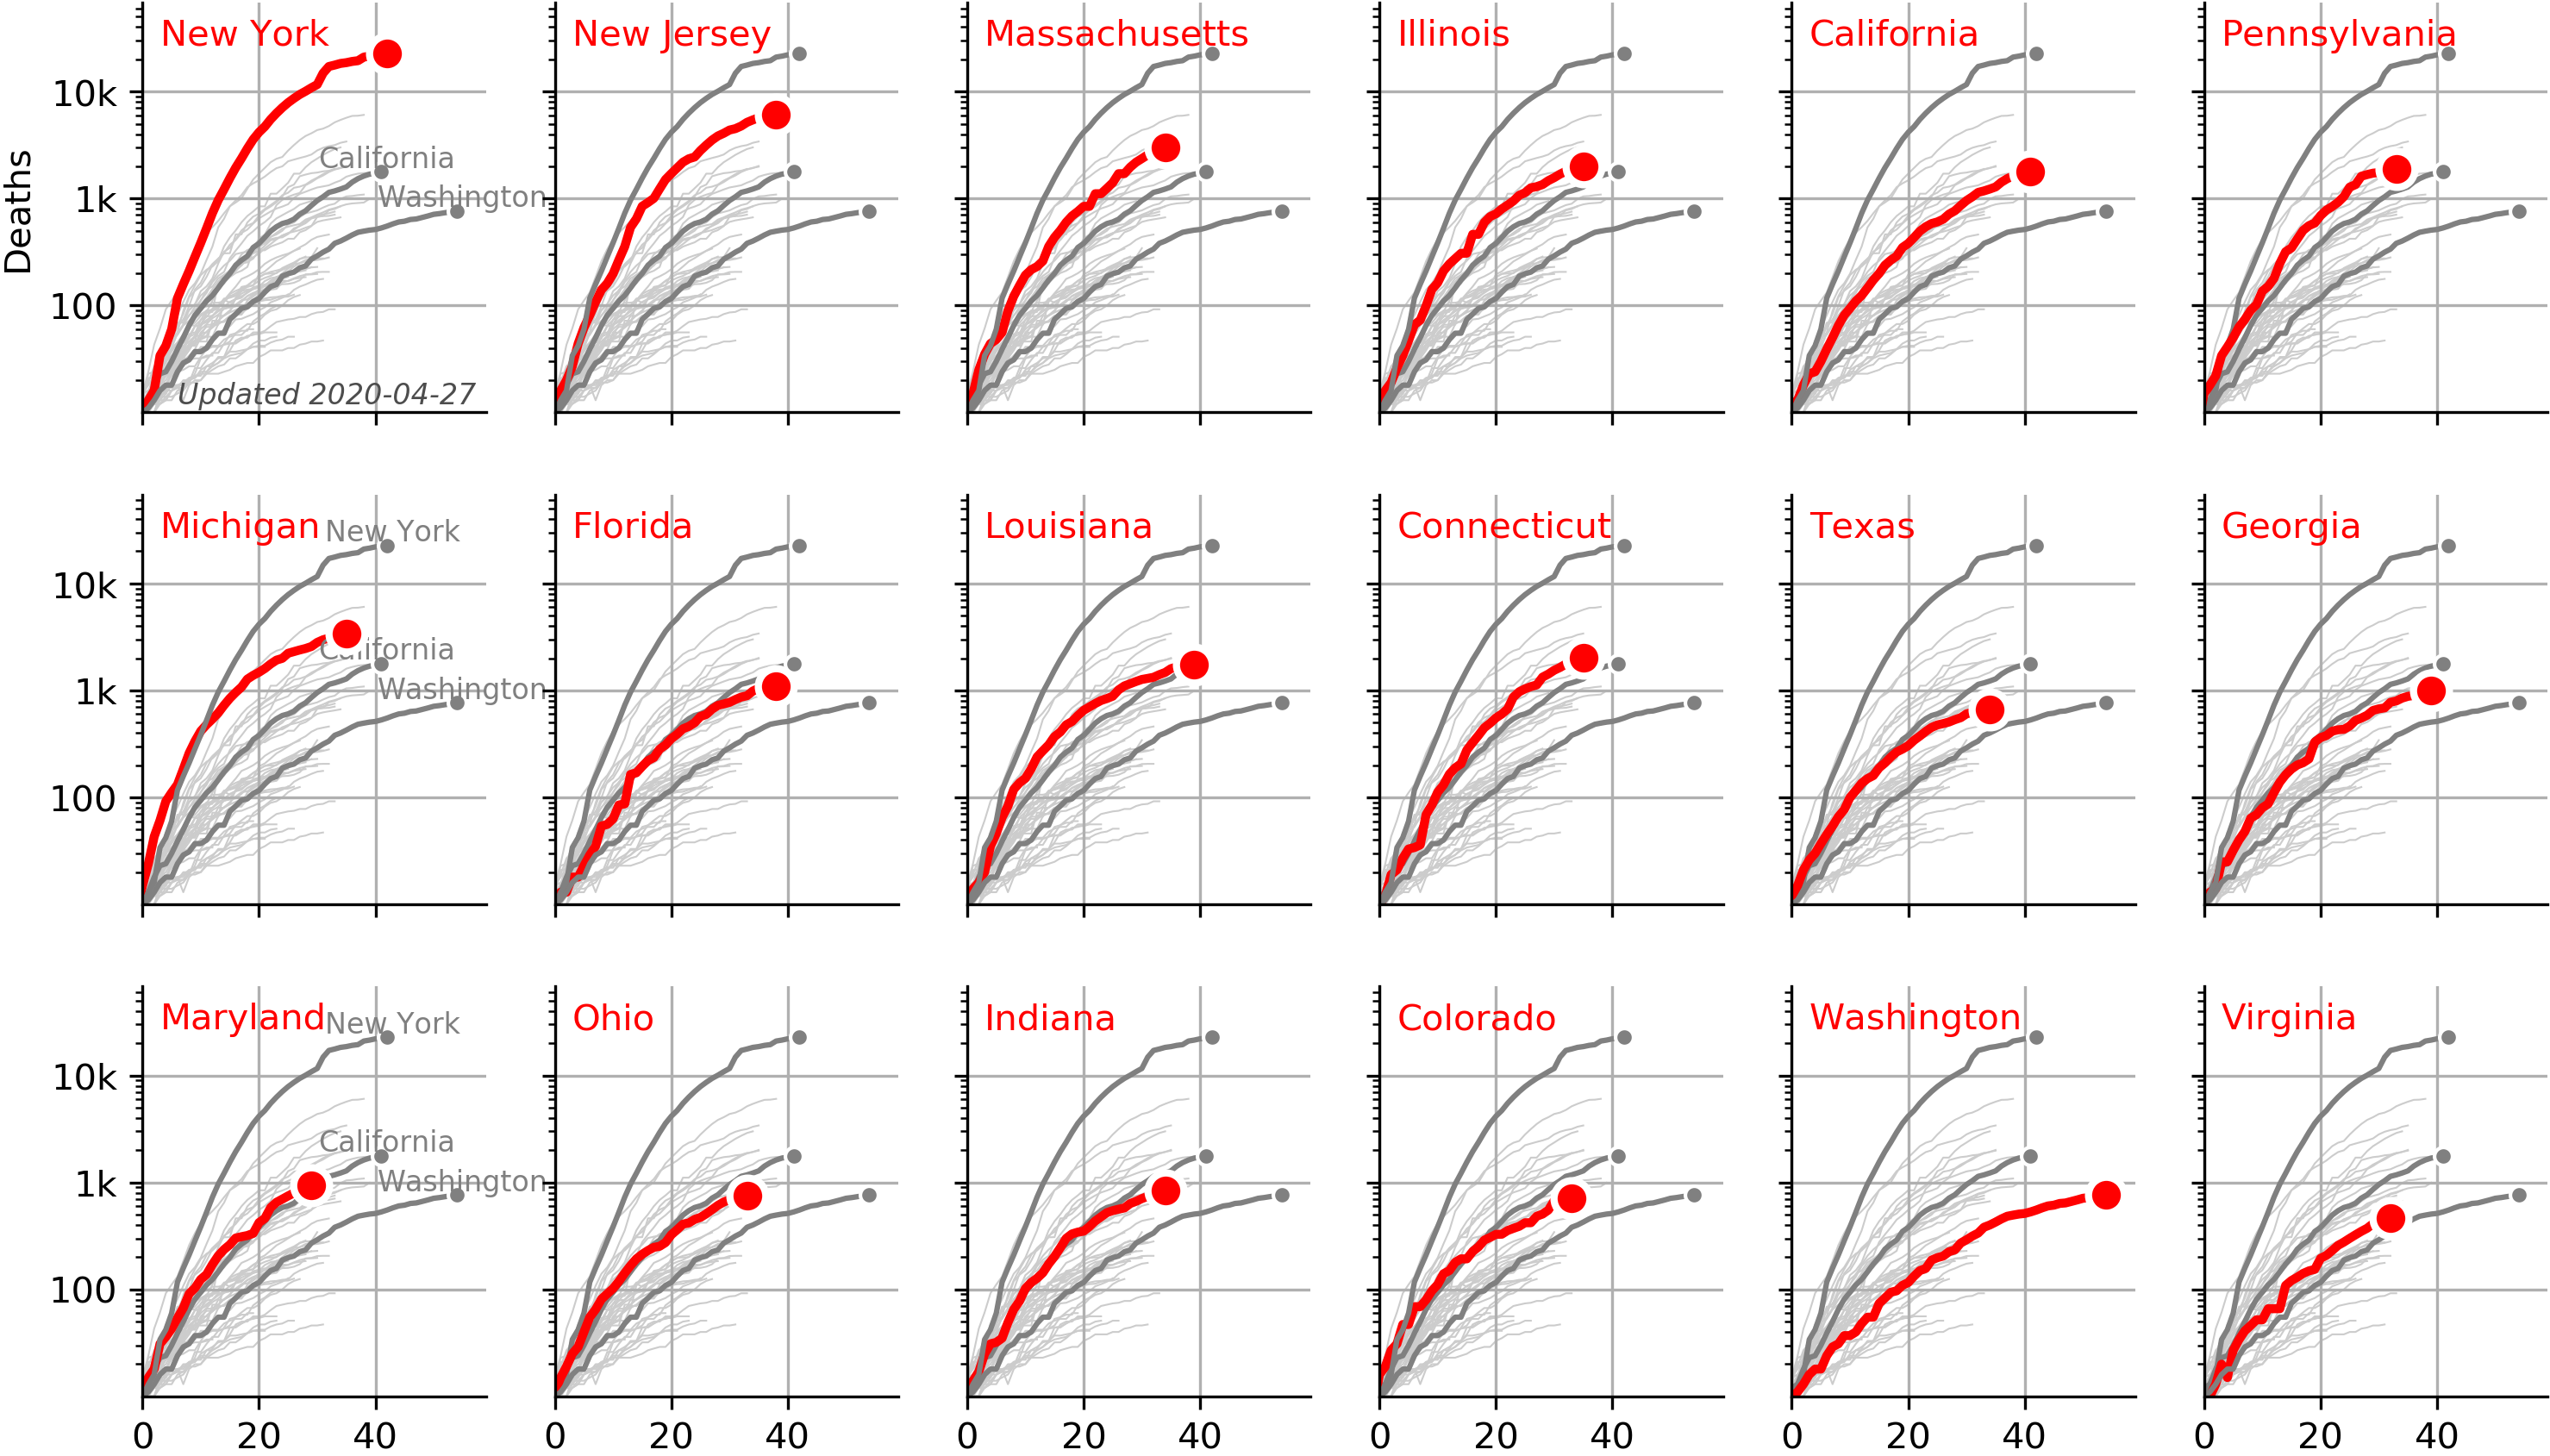 New York
New Jersey
Massachusetts
Illinois
California
Pennsylvania
10k
1k
100
Deaths
California
Washington
Updated 2020-04-27
Michigan
New York
Florida
Louisiana
Connecticut
Texas
Georgia
10k
California
1k
Washington
100
Maryland
New York
Ohio
Indiana
Colorado
Washington
Virginia
10k
California
1k
Washington
100
0 20 40
0 20 40
0 20 40
0 20 40
0 20 40
0 20 40